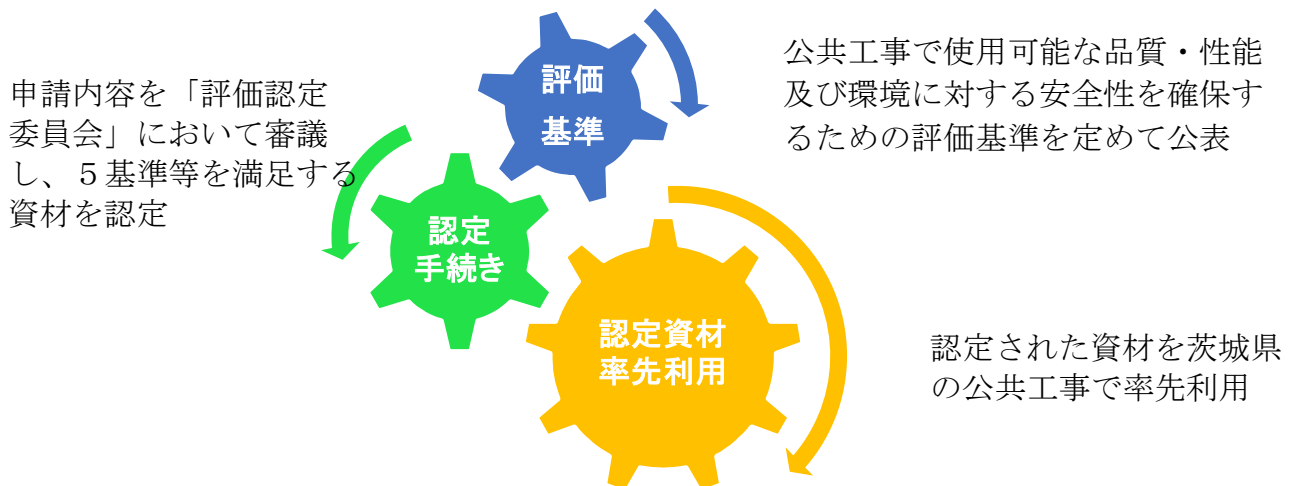 評価
基準
公共工事で使用可能な品質・性能
及び環境に対する安全性を確保す
るための評価基準を定めて公表
申請内容を「評価認定
委員会」において審議
し、５基準等を満足する
資材を認定
認定
手続き
認定資材
率先利用
認定された資材を茨城県
の公共工事で率先利用